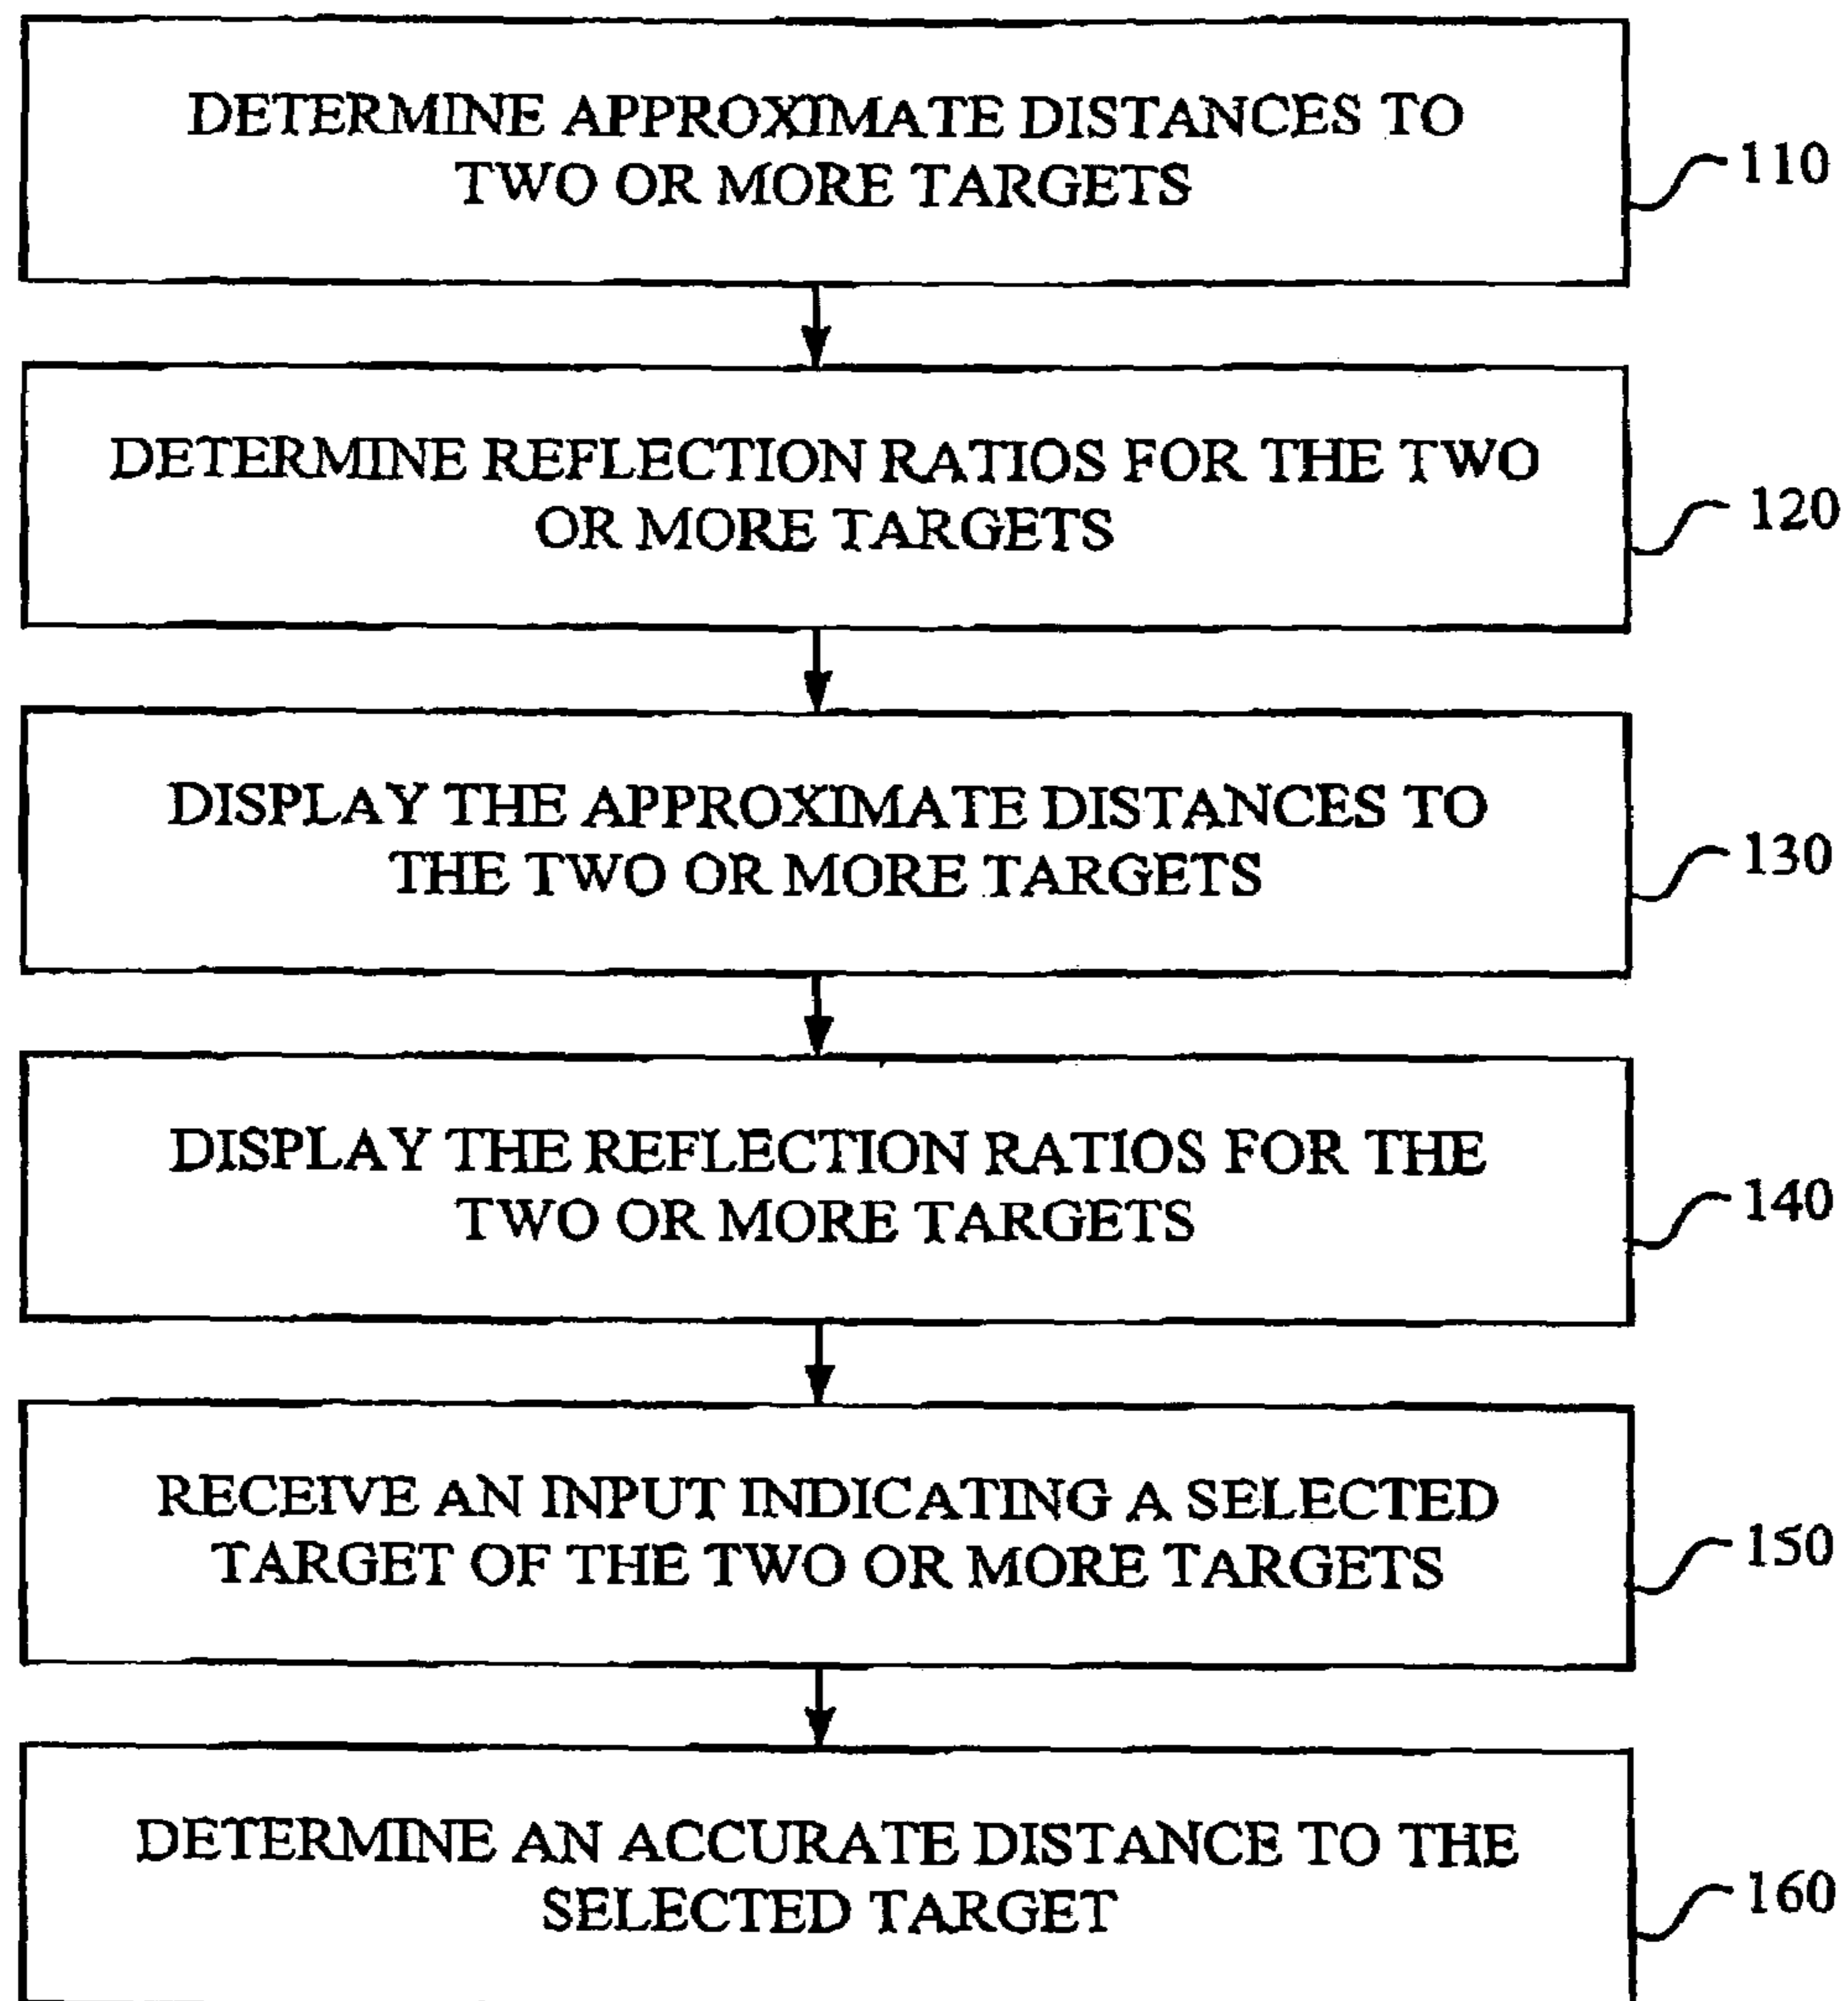 DETERMINE APPROXIMATE DISTANCES TO
TWO OR MORE TARGETS
110
DETERMINE REFLECTION RATIOS FOR THE TWO
OR MORE TARGETS
120
DISPLAY THE APPROXIMATE DISTANCES TO
THE TWO OR MORE TARGETS
130
DISPLAY THE REFLECTION RATIOS FOR THE
TWO OR MORE TARGETS
140
RECEIVE AN INPUT INDICATING A SELECTED
TARGET OF THE TWO OR MORE TARGETS
150
DETERMINE AN ACCURATE DISTANCE TO THE
SELECTED TARGET
160